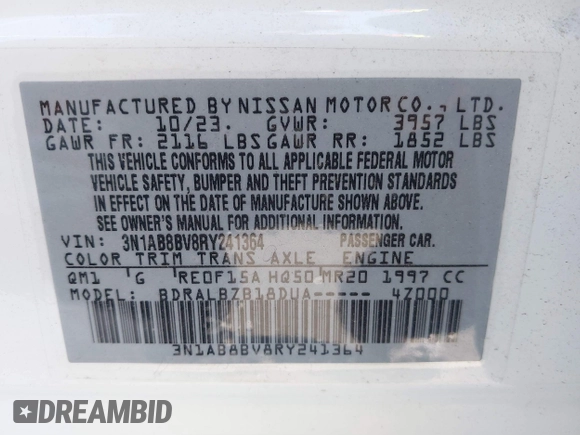 MANUFACTURED BY NISSAN MOTOR CO., LTD.
DATE: 10/23. GVWR: 3957 LBS
GAWR FR: 2116 LBS GAWR RR: 1852 LBS
THIS VEHICLE CONFORMS TO ALL APPLICABLE FEDERAL MOTOR
VEHICLE SAFETY, BUMPER AND THEFT PREVENTION STANDARDS
IN EFFECT ON THE DATE OF MANUFACTURE SHOWN ABOVE.
SEE OWNER'S MANUAL FOR ADDITIONAL INFORMATION.
VIN: 3N1AB8BV8RY241364 PASSENGER CAR.
COLOR TRIM TRANS AXLE ENGINE
QM1 G RE0F15A HQ50 MR20 1997 CC
MODEL: BDRALBZB18DUA----- 47000
3N1AB8BV8RY241364
DREAMBID